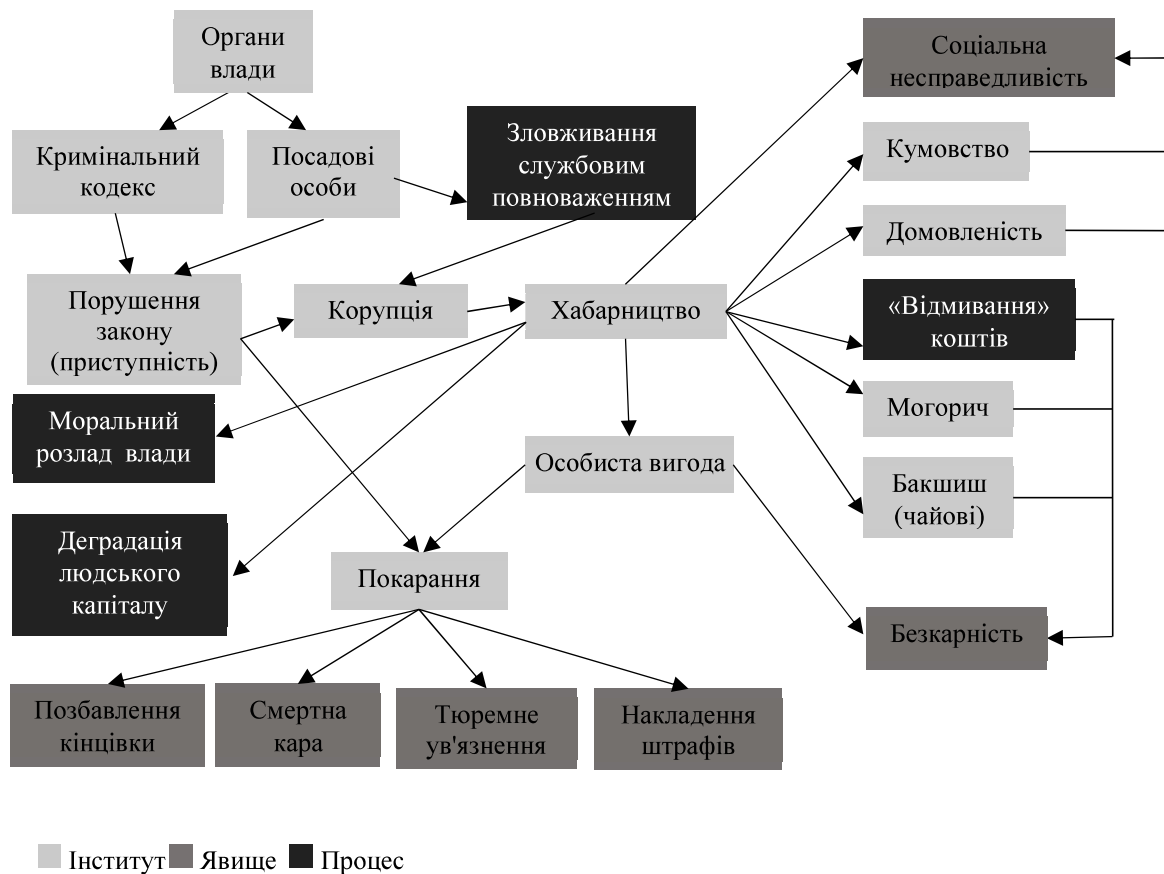 Органи
влади
Кримінальний
кодекс
Посадові
особи
Зловживання
службовим
повноваженням
Соціальна
несправедливість
Кумовство
Домовленість
Порушення
закону
(приступність)
Корупція
Хабарництво
«Відмивання»
коштів
Моральний
розлад влади
Могорич
Особиста вигода
Бакшиш
(чайові)
Деградація
людського
капіталу
Покарання
Безкарність
Позбавлення
кінцівки
Смертна
кара
Тюремне
ув'язнення
Накладення
штрафів
Інститут
Явище
Процес